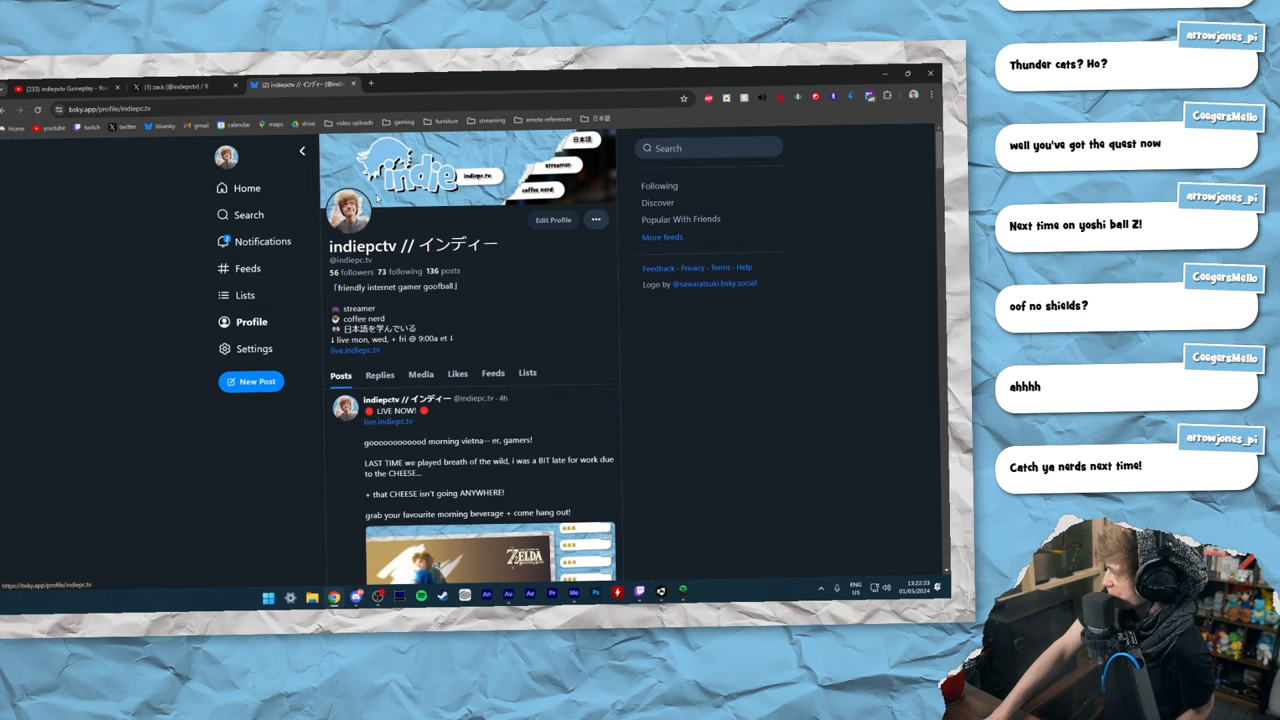 (233) indiepctv Gameplay - You
(1) zack (@indiepctv) / X
(2) indiepctv // インディー (@indi
bsky.app/profile/indiepc.tv
Home
youtube
twitch
twitter
bluesky
gmail
calendar
maps
drive
video uploads
gaming
furniture
streaming
emote references
日本語
indie
indiepc.tv
日本語
streamer
coffee nerd
Home
Search
Notifications
Feeds
Lists
Profile
Settings
New Post
Edit Profile
indiepctv // インディー
@indiepc.tv
56 followers 73 following 136 posts
「friendly internet gamer goofball」
streamer
coffee nerd
日本語を学んでいる
↓ live mon, wed, + fri @ 9:00a et ↓
live.indiepc.tv
Posts
Replies
Media
Likes
Feeds
Lists
indiepctv // インディー @indiepc.tv · 4h
LIVE NOW!
live.indiepc.tv
goooooooooood morning vietna-- er, gamers!
LAST TIME we played breath of the wild, i was a BIT late for work due
to the CHEESE...
+ that CHEESE isn't going ANYWHERE!
grab your favourite morning beverage + come hang out!
ZELDA
Search
Following
Discover
Popular With Friends
More feeds
Feedback · Privacy · Terms · Help
Logo by @sawaratsuki.bsky.social
https://bsky.app/profile/indiepc.tv
An
Au
Ae
Pr
Me
Ps
ENG
US
13:22:23
01/05/2024
arrowjones_pi
Thunder cats? Ho?
CeegersMello
well you've got the quest now
arrowjones_pi
Next time on yoshi ball Z!
CeegersMello
oof no shields?
CeegersMello
ahhhh
arrowjones_pi
Catch ya nerds next time!